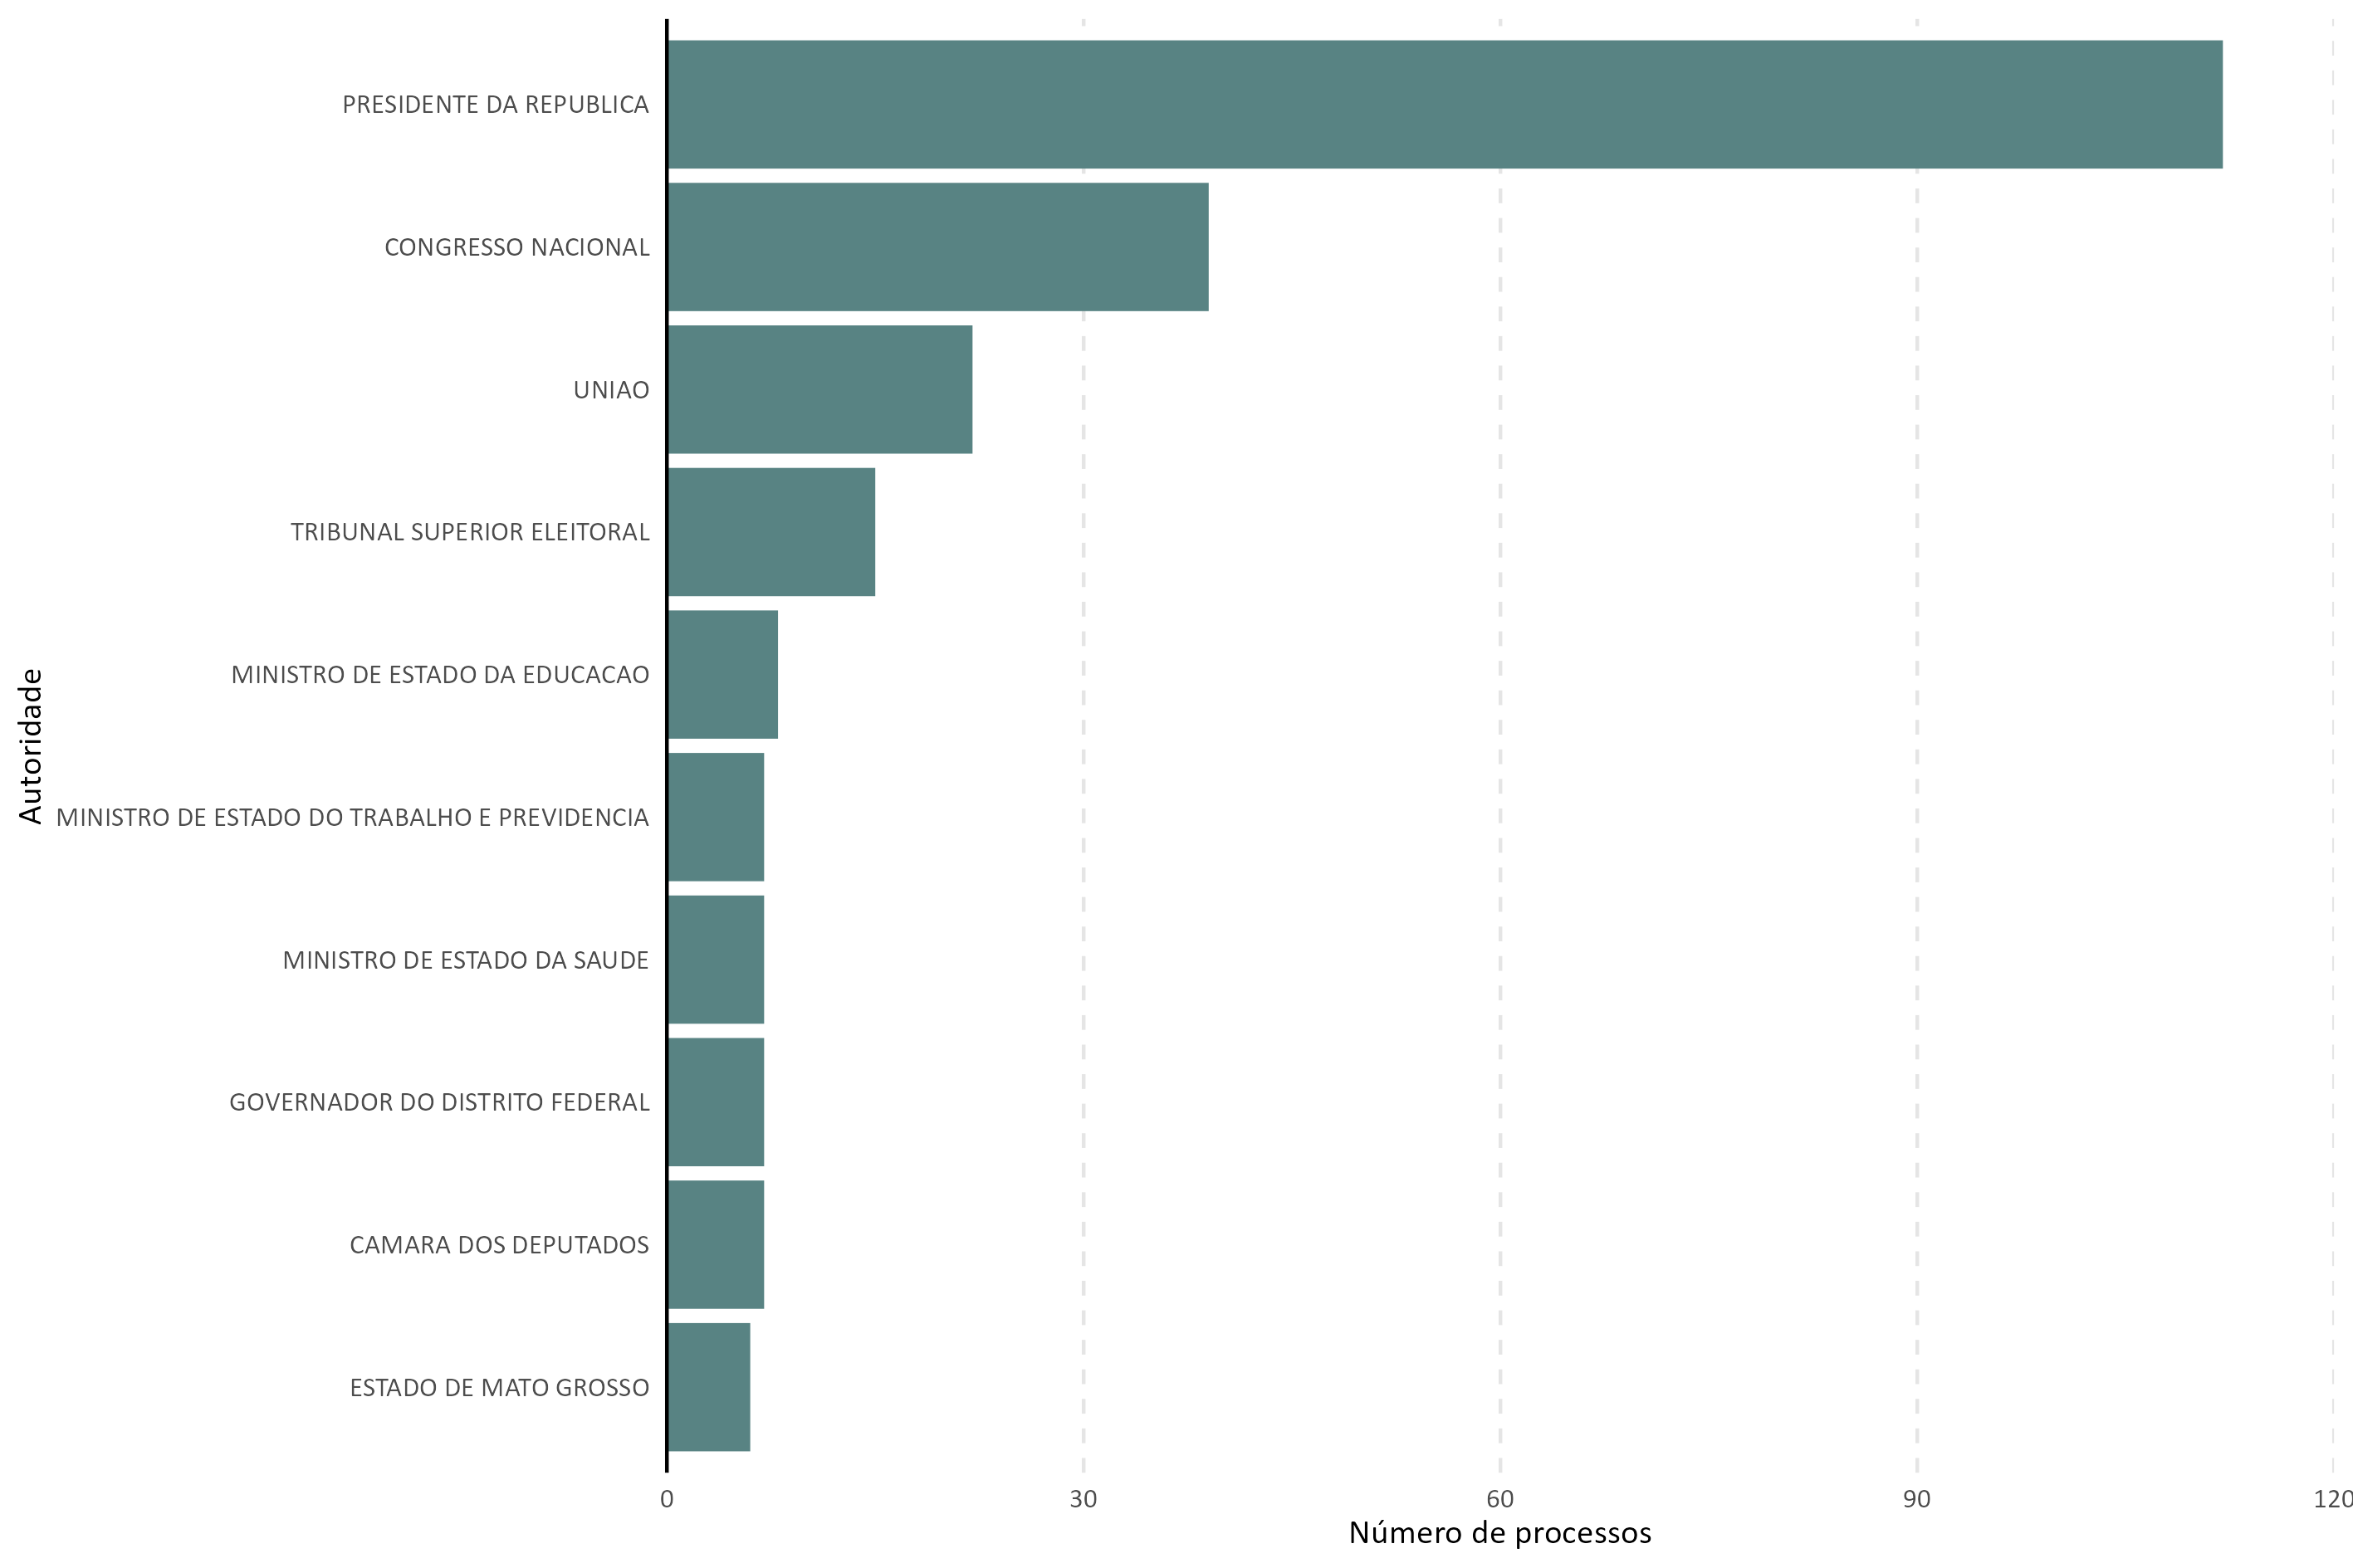 PRESIDENTE DA REPUBLICA
CONGRESSO NACIONAL
UNIAO
TRIBUNAL SUPERIOR ELEITORAL
MINISTRO DE ESTADO DA EDUCACAO
MINISTRO DE ESTADO DO TRABALHO E PREVIDENCIA
MINISTRO DE ESTADO DA SAUDE
GOVERNADOR DO DISTRITO FEDERAL
CAMARA DOS DEPUTADOS
ESTADO DE MATO GROSSO
Autoridade
0 30 60 90 120
Número de processos